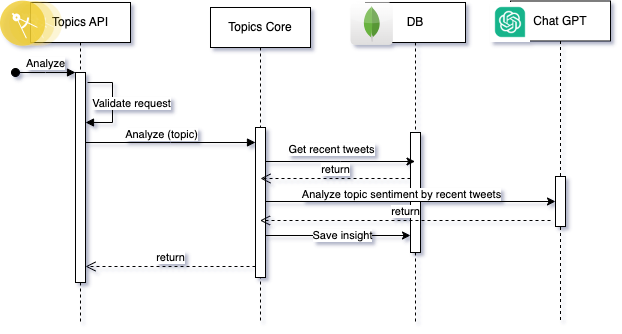 Topics API
Topics Core
DB
Chat GPT
Analyze
Validate request
Analyze (topic)
Get recent tweets
return
Analyze topic sentiment by recent tweets
return
Save insight
return